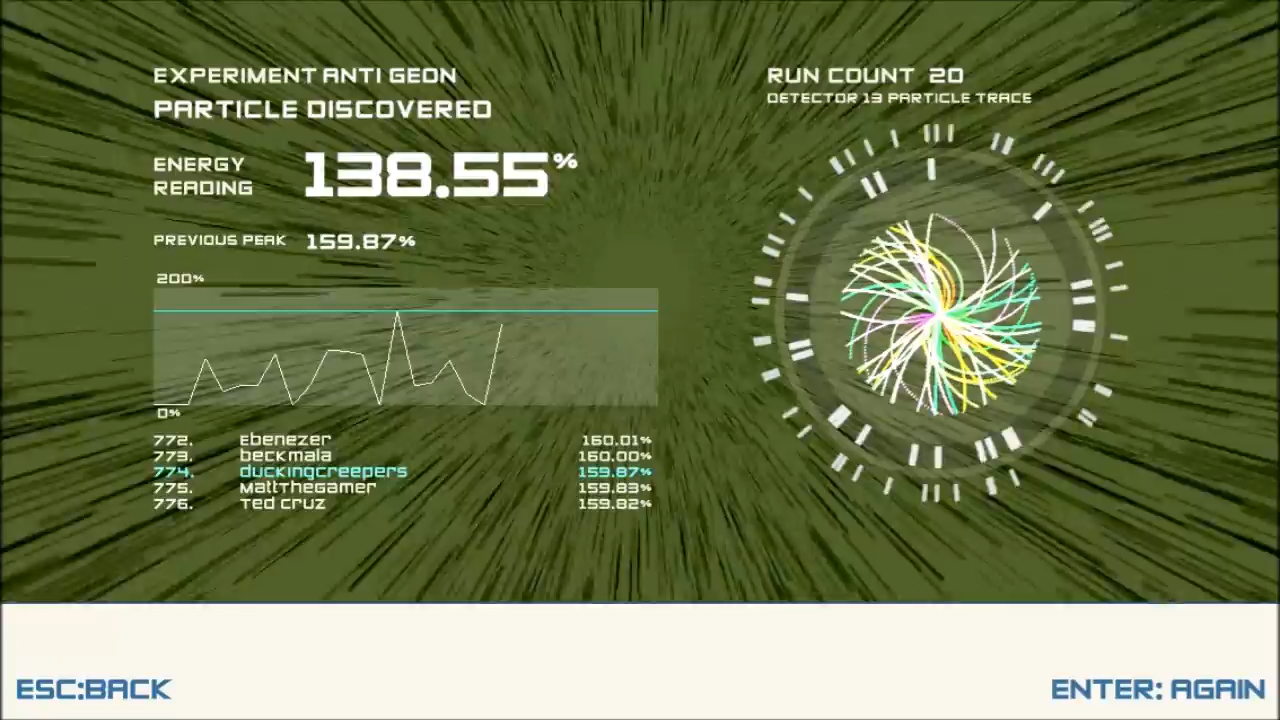 EXPERIMENT ANTI GEON
PARTICLE DISCOVERED
ENERGY READING 138.55%
PREVIOUS PEAK 159.87%
200%
0%
772. Ebenezer 160.01%
773. beckmala 160.00%
774. duckingcreepers 159.87%
775. MattTheGamer 159.83%
776. Ted Cruz 159.82%
RUN COUNT 20
DETECTOR 13 PARTICLE TRACE
ESC:BACK
ENTER: AGAIN